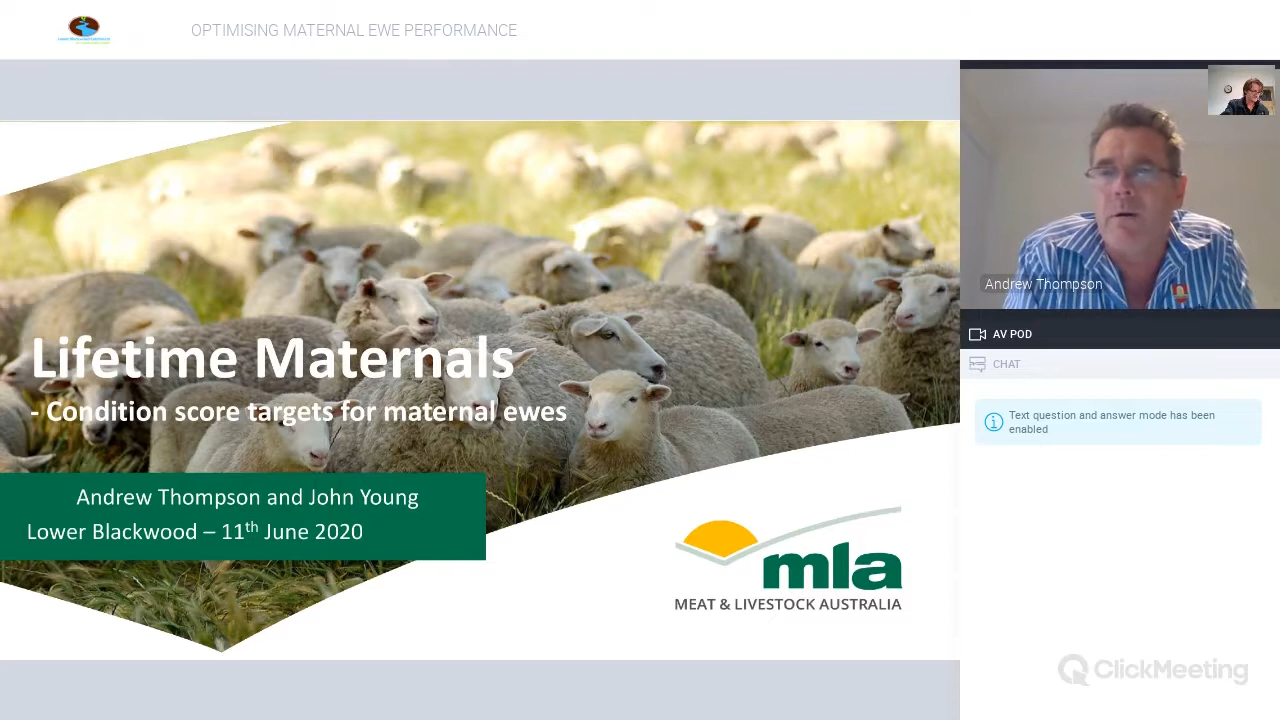 OPTIMISING MATERNAL EWE PERFORMANCE
Lifetime Maternals
- Condition score targets for maternal ewes
Andrew Thompson and John Young
Lower Blackwood – 11th June 2020
mla
MEAT & LIVESTOCK AUSTRALIA
Andrew Thompson
AV POD
CHAT
Text question and answer mode has been
enabled
ClickMeeting